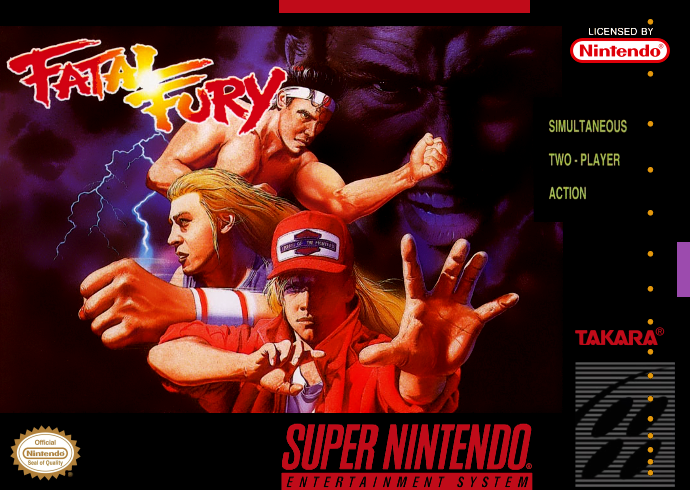 FATAL FURY
LICENSED BY
Nintendo®
SIMULTANEOUS
TWO - PLAYER
ACTION
TAKARA®
Official
Nintendo
Seal of Quality
SUPER NINTENDO®
ENTERTAINMENT SYSTEM